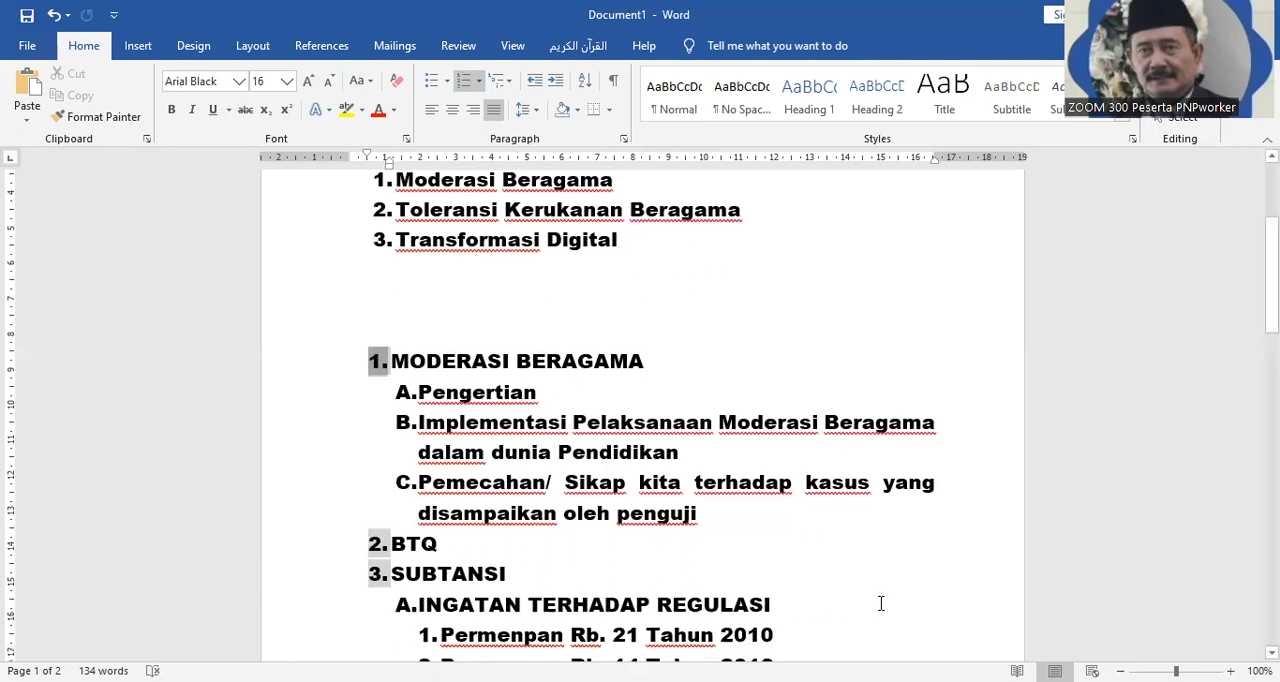 Document1 - Word
File Home Insert Design Layout References Mailings Review View القرآن الكريم Help Tell me what you want to do
ZOOM 300 Peserta PNPworker
Paste
Cut
Copy
Format Painter
Clipboard
Arial Black 16
Font
Paragraph
AaBbCcDc AaBbCcDc AaBbCc AaBbCcD AaB AaBbCcD
¶ Normal ¶ No Spac... Heading 1 Heading 2 Title Subtitle
Styles
Select
Editing
1. Moderasi Beragama
2. Toleransi Kerukanan Beragama
3. Transformasi Digital
1. MODERASI BERAGAMA
A. Pengertian
B. Implementasi Pelaksanaan Moderasi Beragama
dalam dunia Pendidikan
C. Pemecahan/ Sikap kita terhadap kasus yang
disampaikan oleh penguji
2. BTQ
3. SUBTANSI
A. INGATAN TERHADAP REGULASI
1. Permenpan Rb. 21 Tahun 2010
Page 1 of 2 134 words 100%